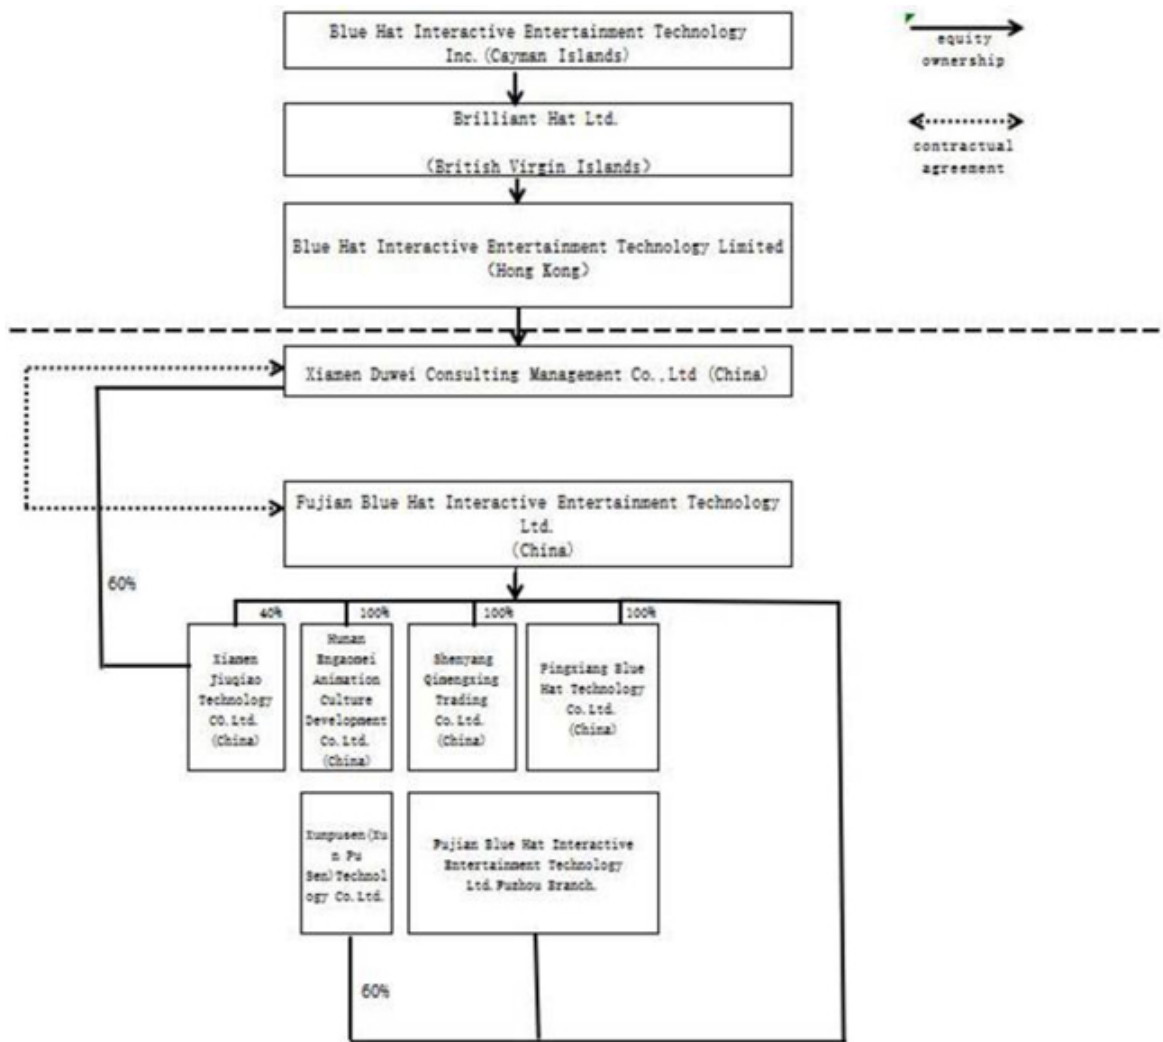 Blue Hat Interactive Entertainment Technology
Inc.(Cayman Islands)
equity
ownership
Brilliant Hat Ltd.
(British Virgin Islands)
contractual
agreement
Blue Hat Interactive Entertainment Technology Limited
(Hong Kong)
Xiamen Duwei Consulting Management Co.,Ltd (China)
Fujian Blue Hat Interactive Entertainment Technology
Ltd.
(China)
60%
40%
100%
100%
100%
Xiamen
Jiuqiao
Technology
CO.Ltd.
(China)
Hunan
Engaomei
Animation
Culture
Development
Co.Ltd.
(China)
Shenyang
Qimengxing
Trading
Co.Ltd.
(China)
Pingxiang Blue
Hat Technology
Co.Ltd.
(China)
Xunpusen(Xu
n Pu
Sen)Technol
ogy Co.Ltd.
Fujian Blue Hat Interactive
Entertainment Technology
Ltd.Fuzhou Branch.
60%